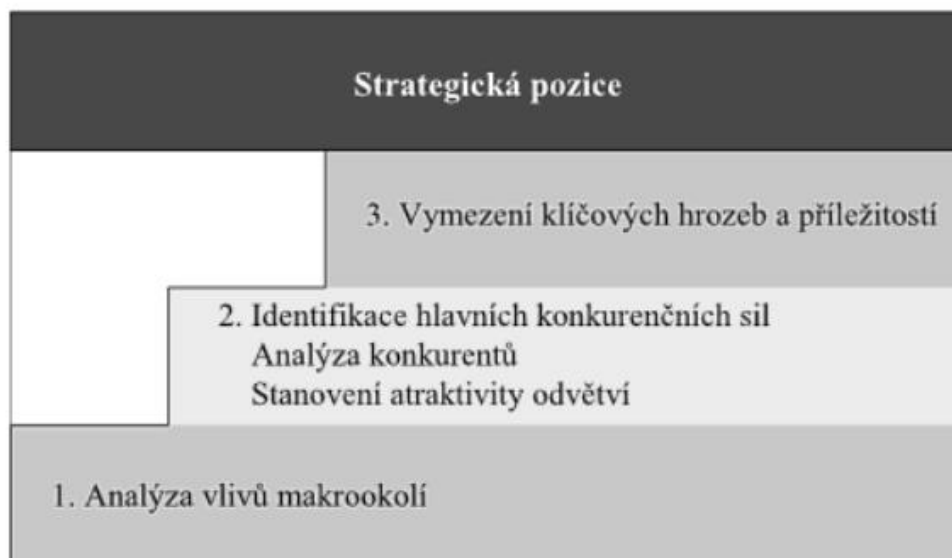 Strategická pozice
3. Vymezení klíčových hrozeb a příležitostí
2. Identifikace hlavních konkurenčních sil
Analýza konkurentů
Stanovení atraktivity odvětví
1. Analýza vlivů makrookolí